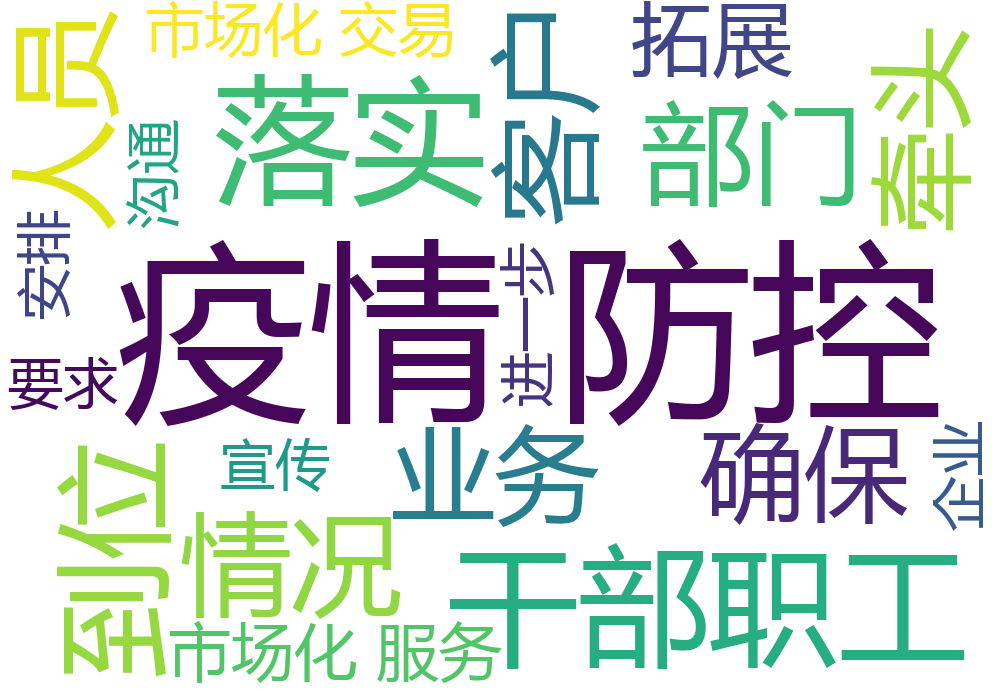 市场化 交易
拓展
人员
客户
牵头
落实
部门
沟通
安排
疫情 防控
进一步
要求
业务
确保
宣传
企业
到位
情况
干部职工
市场化 服务